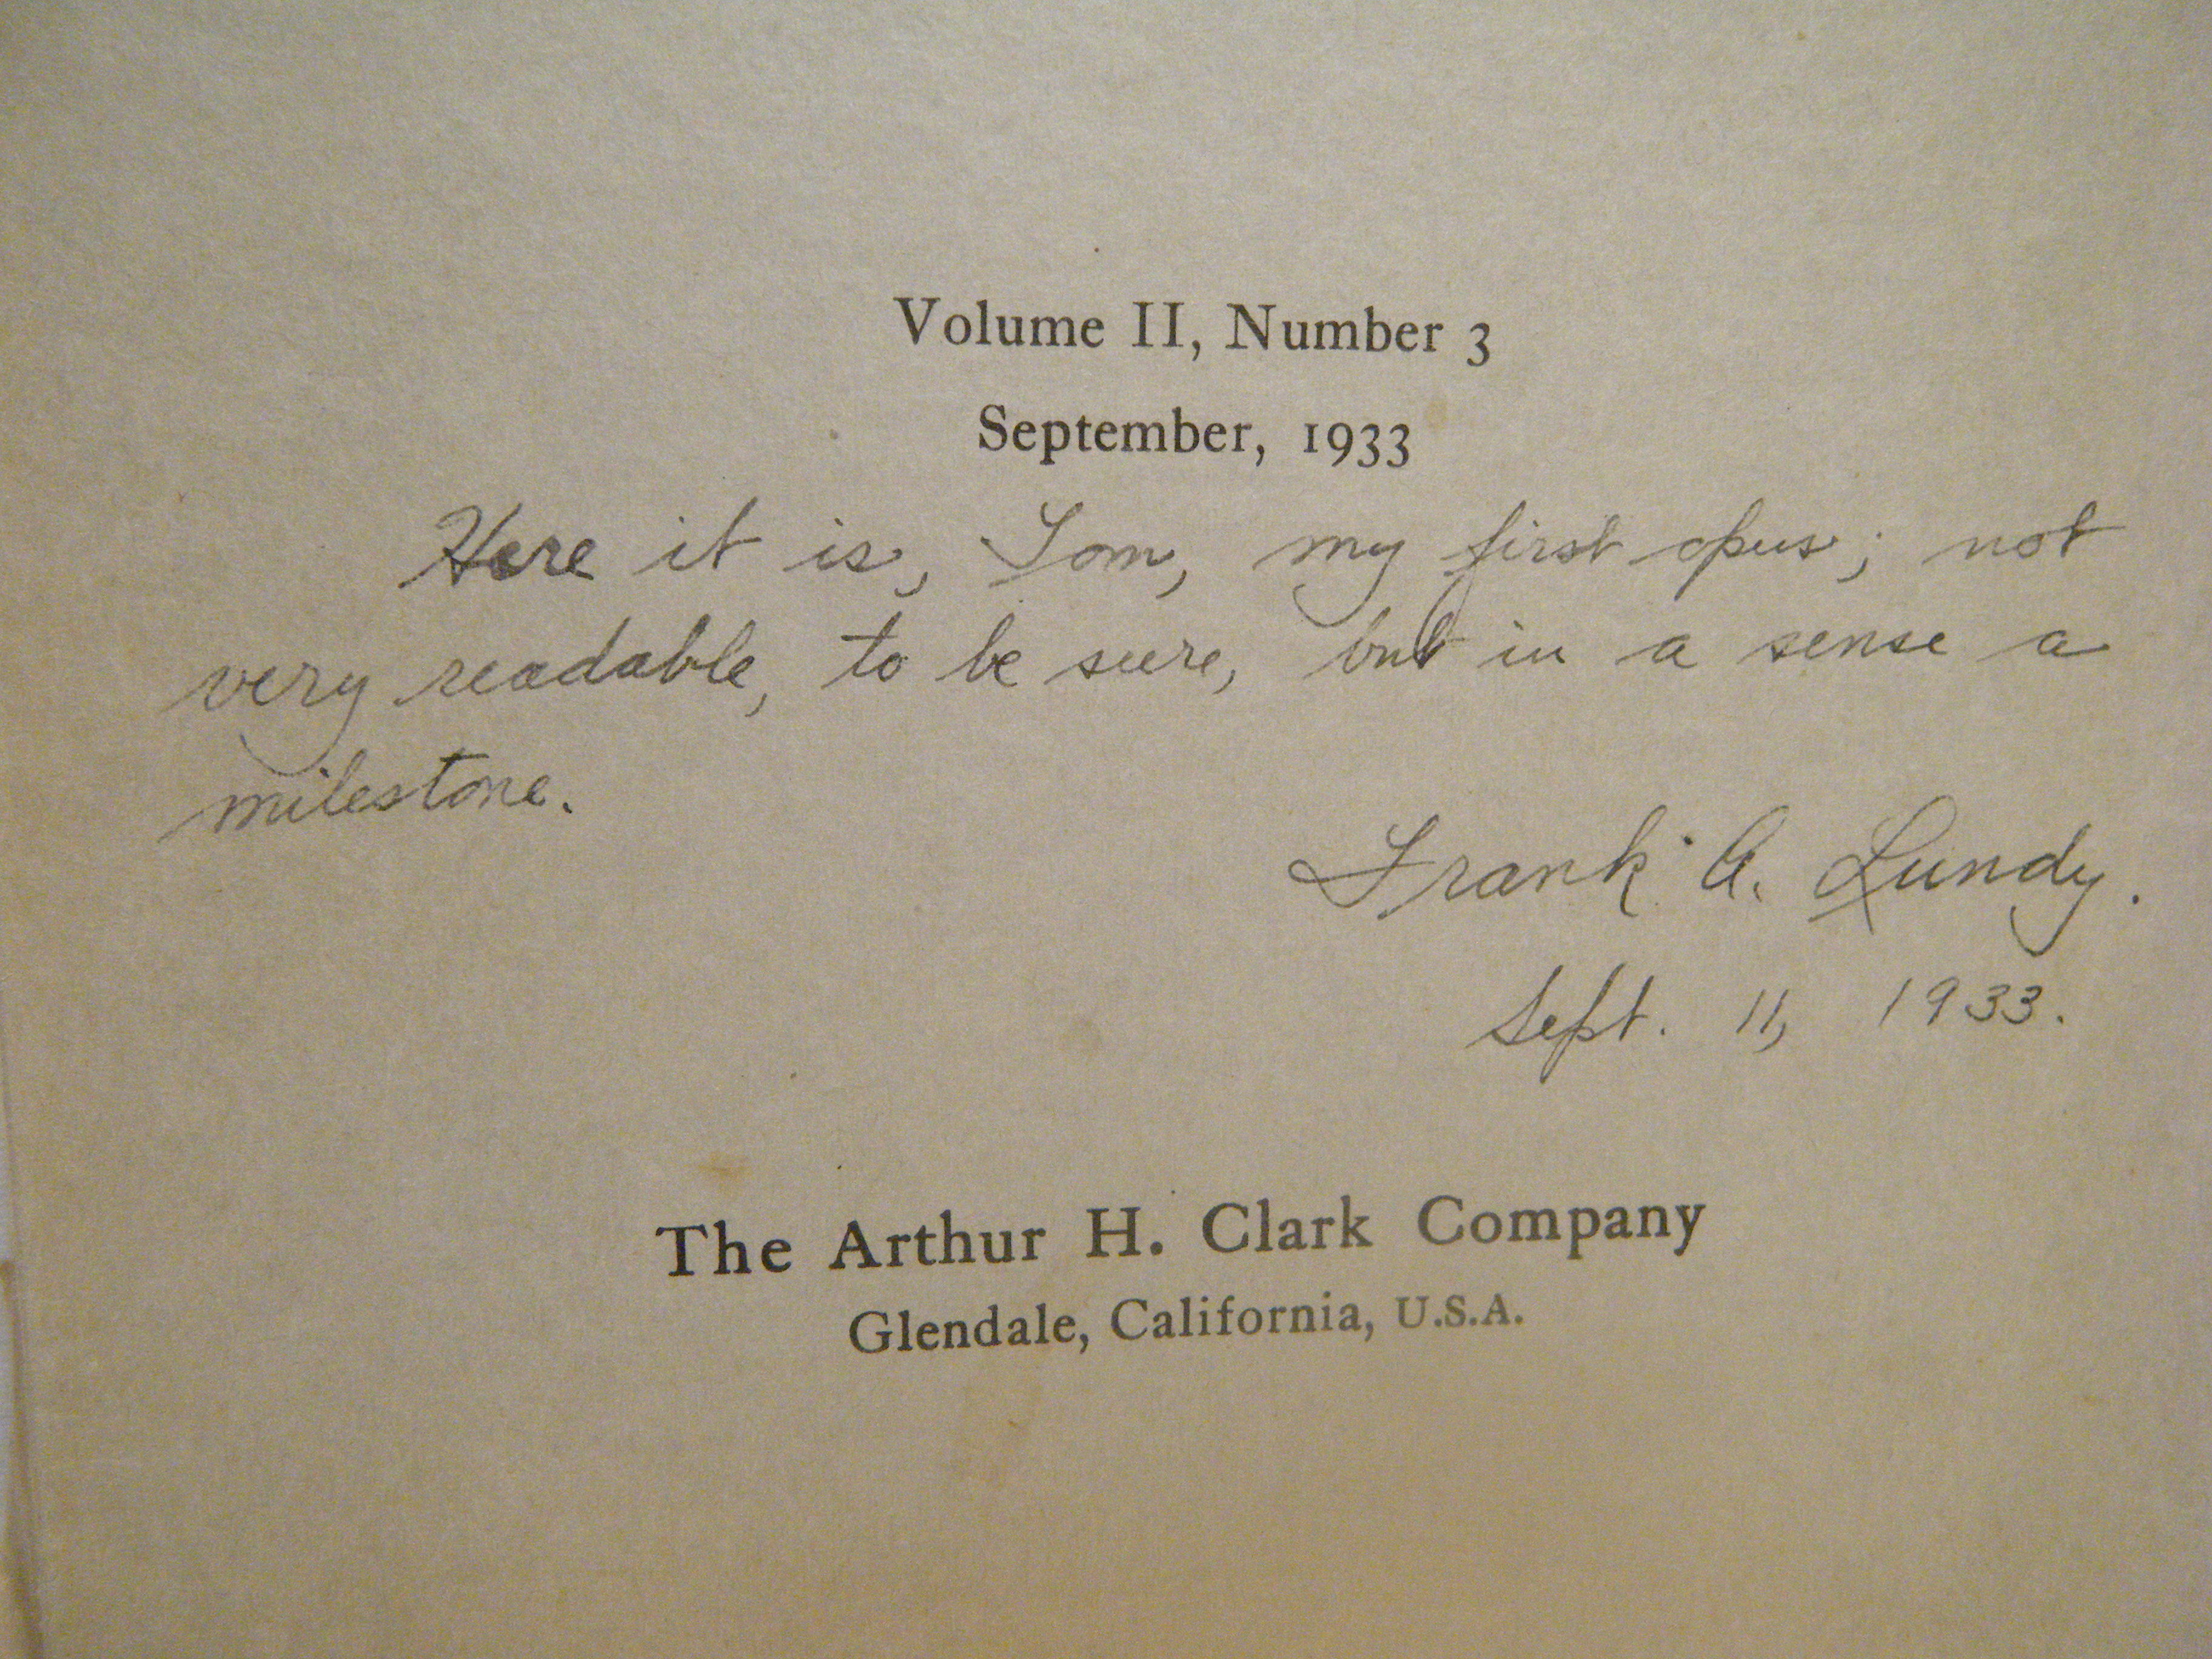 Volume II, Number 3
September, 1933
Here it is, Tom, my first opus; not
very readable, to be sure, but in a sense a
milestone.
Frank A. Lundy.
Sept. 11, 1933.
The Arthur H. Clark Company
Glendale, California, U.S.A.